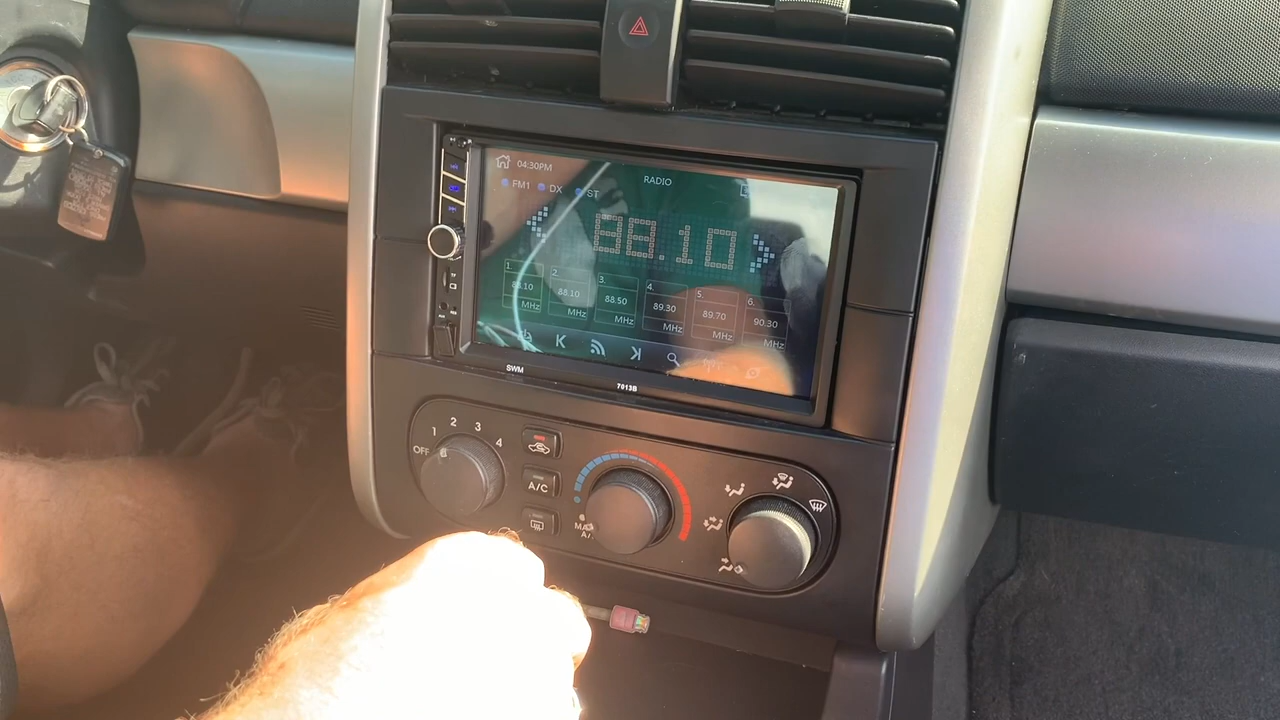 04:30PM
RADIO
FM1 DX ST
88.10
1. 2. 3. 4. 5. 6.
88.10 88.10 88.50 89.30 89.70 90.30
MHz MHz MHz MHz MHz MHz
SWM 7013B
OFF 1 2 3 4
A/C